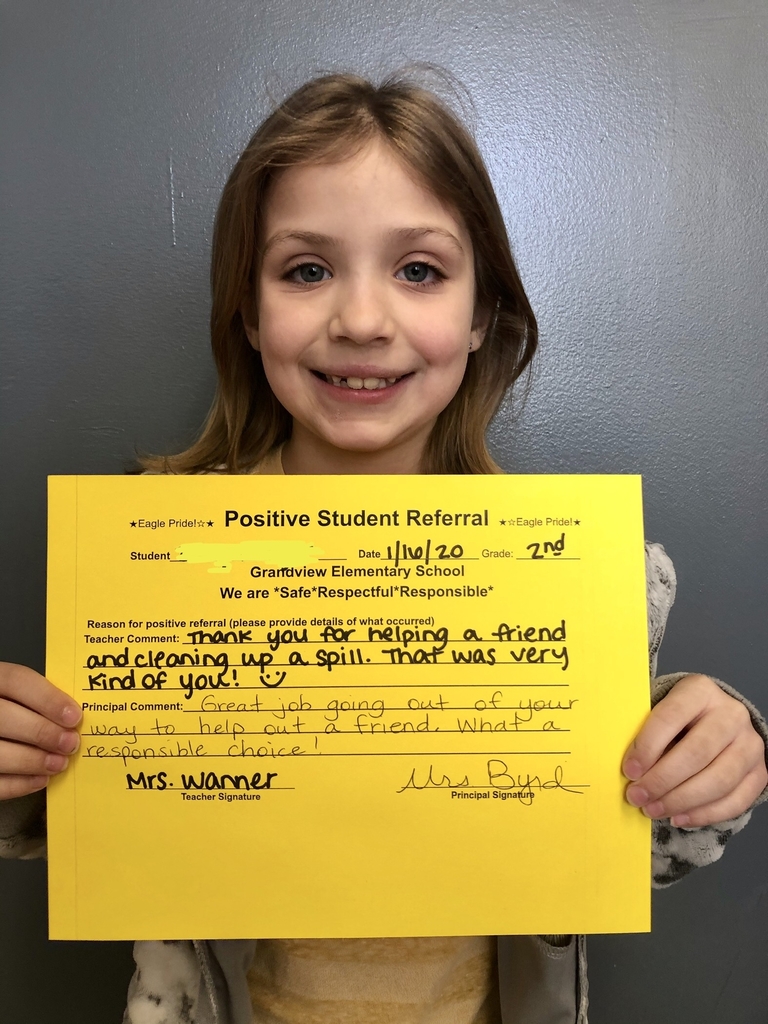 ★Eagle Pride!☆★ Positive Student Referral ★☆Eagle Pride!★
Student Date 1/16/20 Grade: 2nd
Grandview Elementary School
We are *Safe*Respectful*Responsible*
Reason for positive referral (please provide details of what occurred)
Teacher Comment: Thank you for helping a friend
and cleaning up a spill. That was very
kind of you! ☺
Principal Comment: Great job going out of your
way to help out a friend. What a
responsible choice!
Mrs. Wanner Mrs Byrd
Teacher Signature Principal Signature